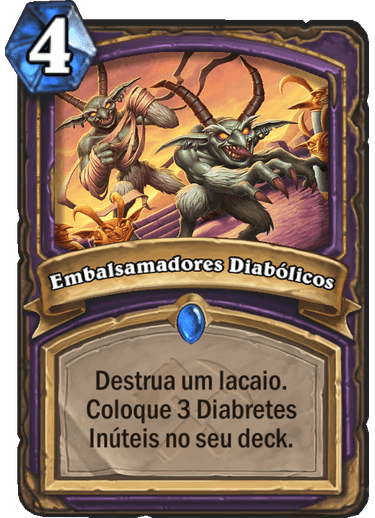 4
Embalsamadores Diabólicos
Destrua um lacaio.
Coloque 3 Diabretes
Inúteis no seu deck.